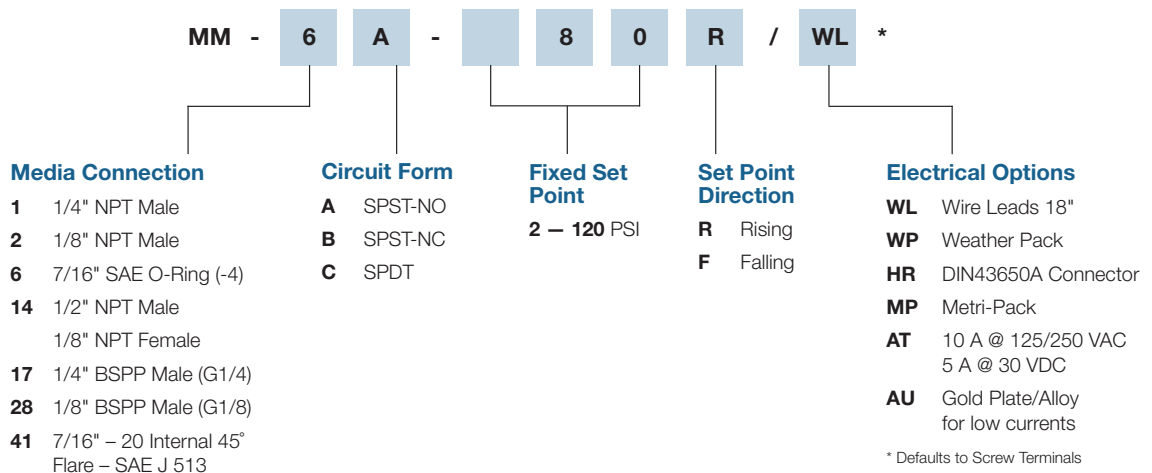 MM - 6 A - 8 0 R / WL *
Media Connection
1 1/4" NPT Male
2 1/8" NPT Male
6 7/16" SAE O-Ring (-4)
14 1/2" NPT Male
1/8" NPT Female
17 1/4" BSPP Male (G1/4)
28 1/8" BSPP Male (G1/8)
41 7/16" – 20 Internal 45˚
Flare – SAE J 513
Circuit Form
A SPST-NO
B SPST-NC
C SPDT
Fixed Set
Point
2 — 120 PSI
Set Point
Direction
R Rising
F Falling
Electrical Options
WL Wire Leads 18"
WP Weather Pack
HR DIN43650A Connector
MP Metri-Pack
AT 10 A @ 125/250 VAC
5 A @ 30 VDC
AU Gold Plate/Alloy
for low currents
* Defaults to Screw Terminals